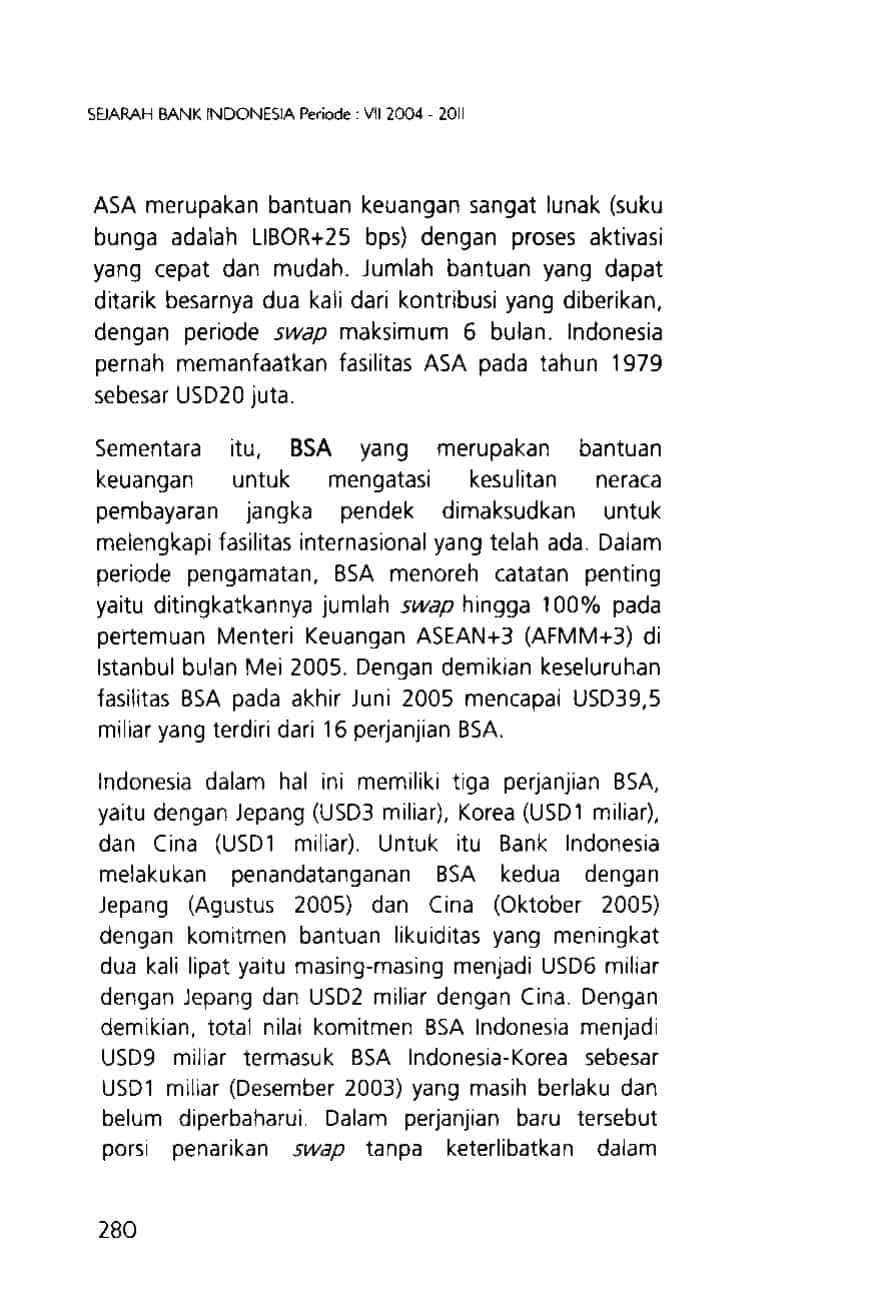 SEJARAH BANK INDONESIA Periode : VII 2004 - 2011
ASA merupakan bantuan keuangan sangat lunak (suku
bunga adalah LIBOR+25 bps) dengan proses aktivasi
yang cepat dan mudah. Jumlah bantuan yang dapat
ditarik besarnya dua kali dari kontribusi yang diberikan,
dengan periode swap maksimum 6 bulan. Indonesia
pernah memanfaatkan fasilitas ASA pada tahun 1979
sebesar USD20 juta.
Sementara itu, BSA yang merupakan bantuan
keuangan untuk mengatasi kesulitan neraca
pembayaran jangka pendek dimaksudkan untuk
melengkapi fasilitas internasional yang telah ada. Dalam
periode pengamatan, BSA menoreh catatan penting
yaitu ditingkatkannya jumlah swap hingga 100% pada
pertemuan Menteri Keuangan ASEAN+3 (AFMM+3) di
Istanbul bulan Mei 2005. Dengan demikian keseluruhan
fasilitas BSA pada akhir Juni 2005 mencapai USD39,5
miliar yang terdiri dari 16 perjanjian BSA.
Indonesia dalam hal ini memiliki tiga perjanjian BSA,
yaitu dengan Jepang (USD3 miliar), Korea (USD1 miliar),
dan Cina (USD1 miliar). Untuk itu Bank Indonesia
melakukan penandatanganan BSA kedua dengan
Jepang (Agustus 2005) dan Cina (Oktober 2005)
dengan komitmen bantuan likuiditas yang meningkat
dua kali lipat yaitu masing-masing menjadi USD6 miliar
dengan Jepang dan USD2 miliar dengan Cina. Dengan
demikian, total nilai komitmen BSA Indonesia menjadi
USD9 miliar termasuk BSA Indonesia-Korea sebesar
USD1 miliar (Desember 2003) yang masih berlaku dan
belum diperbaharui. Dalam perjanjian baru tersebut
porsi penarikan swap tanpa keterlibatkan dalam
280